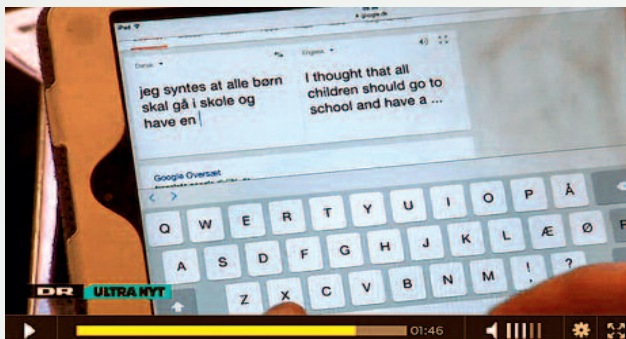 iPad
google.dk
Dansk
Engelsk
jeg syntes at alle børn
skal gå i skole og
have en
I thought that all
children should go to
school and have a ...
Google Oversæt
Q W E R T Y U I O P Å
A S D F G H J K L Æ Ø
Z X C V B N M ! , ? .
DR ULTRA NYT
01:46